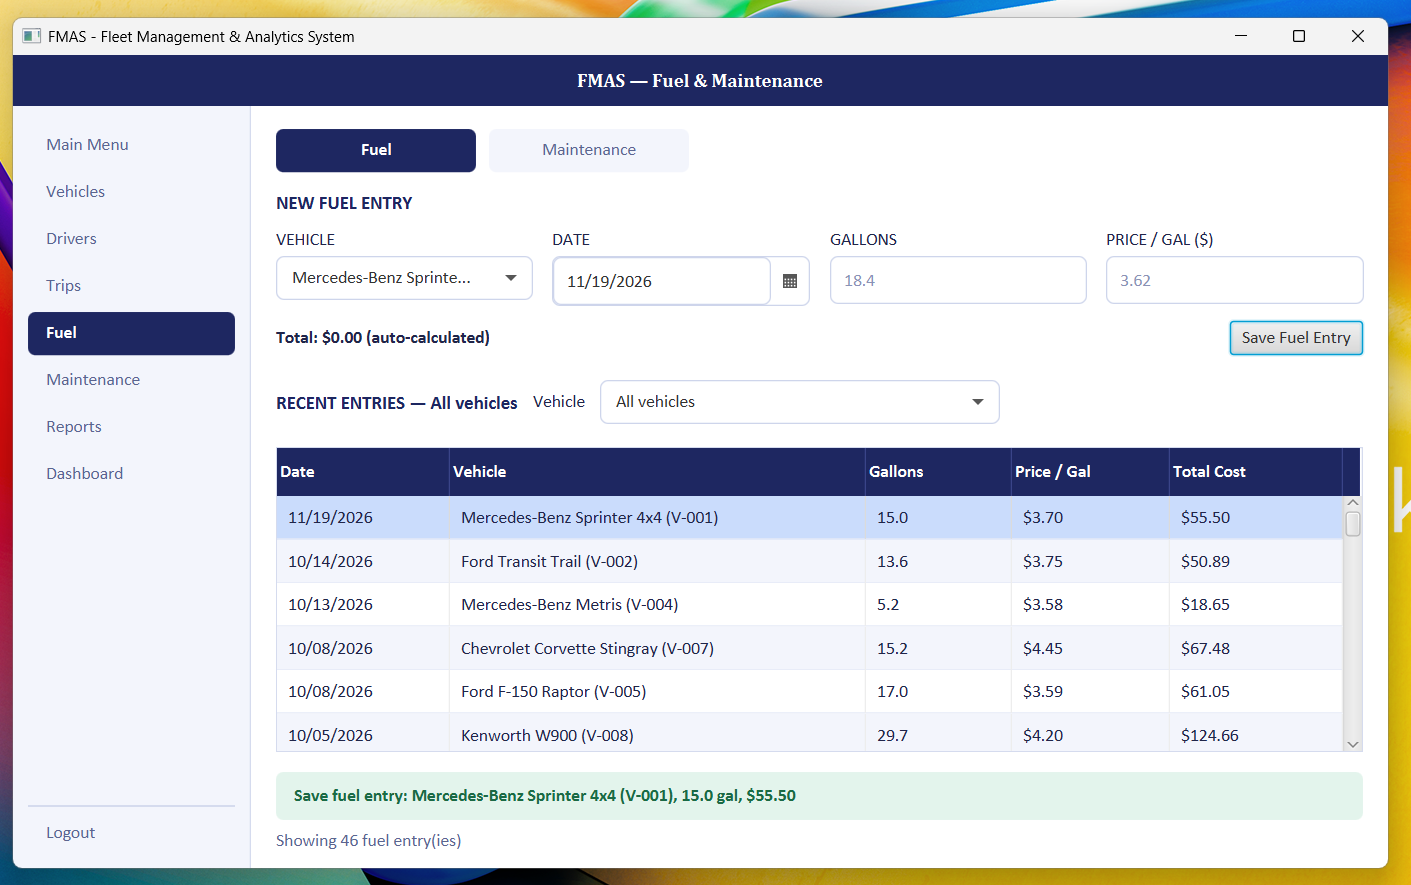 FMAS - Fleet Management & Analytics System
FMAS — Fuel & Maintenance
Main Menu
Vehicles
Drivers
Trips
Fuel
Maintenance
Reports
Dashboard
Logout
Fuel Maintenance
NEW FUEL ENTRY
VEHICLE DATE GALLONS PRICE / GAL ($)
Mercedes-Benz Sprinte... 11/19/2026 18.4 3.62
Total: $0.00 (auto-calculated) Save Fuel Entry
RECENT ENTRIES — All vehicles Vehicle All vehicles
Date Vehicle Gallons Price / Gal Total Cost
11/19/2026 Mercedes-Benz Sprinter 4x4 (V-001) 15.0 $3.70 $55.50
10/14/2026 Ford Transit Trail (V-002) 13.6 $3.75 $50.89
10/13/2026 Mercedes-Benz Metris (V-004) 5.2 $3.58 $18.65
10/08/2026 Chevrolet Corvette Stingray (V-007) 15.2 $4.45 $67.48
10/08/2026 Ford F-150 Raptor (V-005) 17.0 $3.59 $61.05
10/05/2026 Kenworth W900 (V-008) 29.7 $4.20 $124.66
Save fuel entry: Mercedes-Benz Sprinter 4x4 (V-001), 15.0 gal, $55.50
Showing 46 fuel entry(ies)